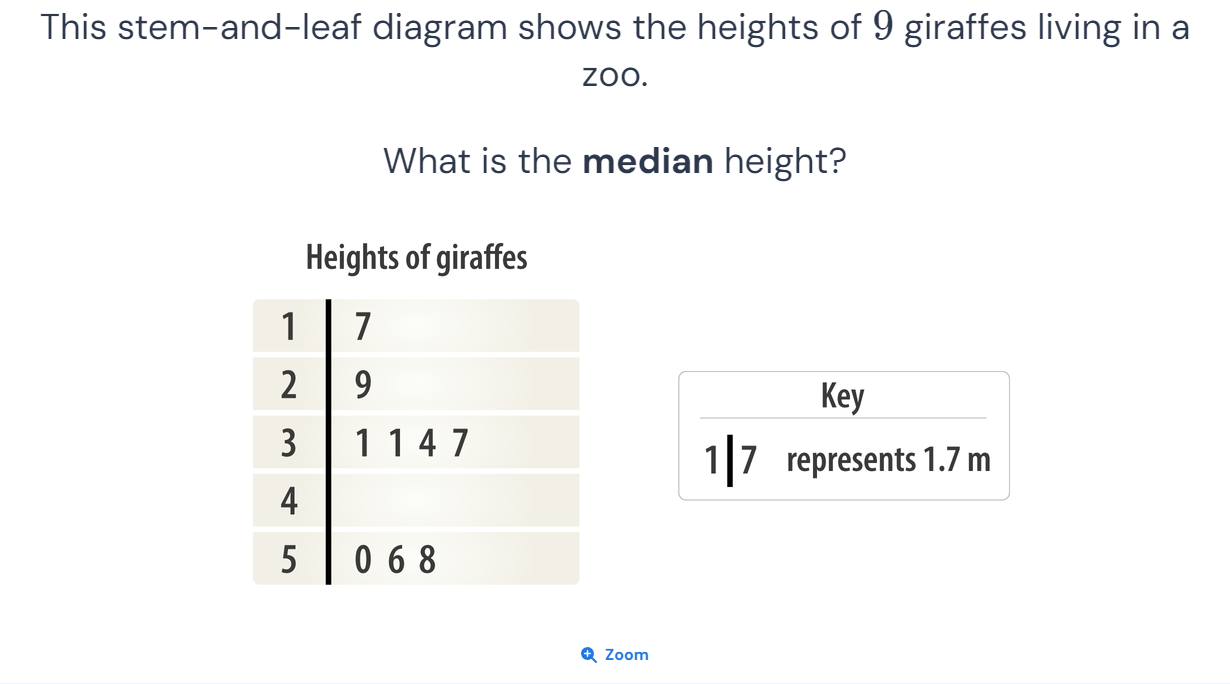 This stem-and-leaf diagram shows the heights of 9 giraffes living in a
zoo.
What is the median height?
Heights of giraffes
1 7
2 9
3 1 1 4 7
4
5 0 6 8
Key
1|7 represents 1.7 m
Zoom